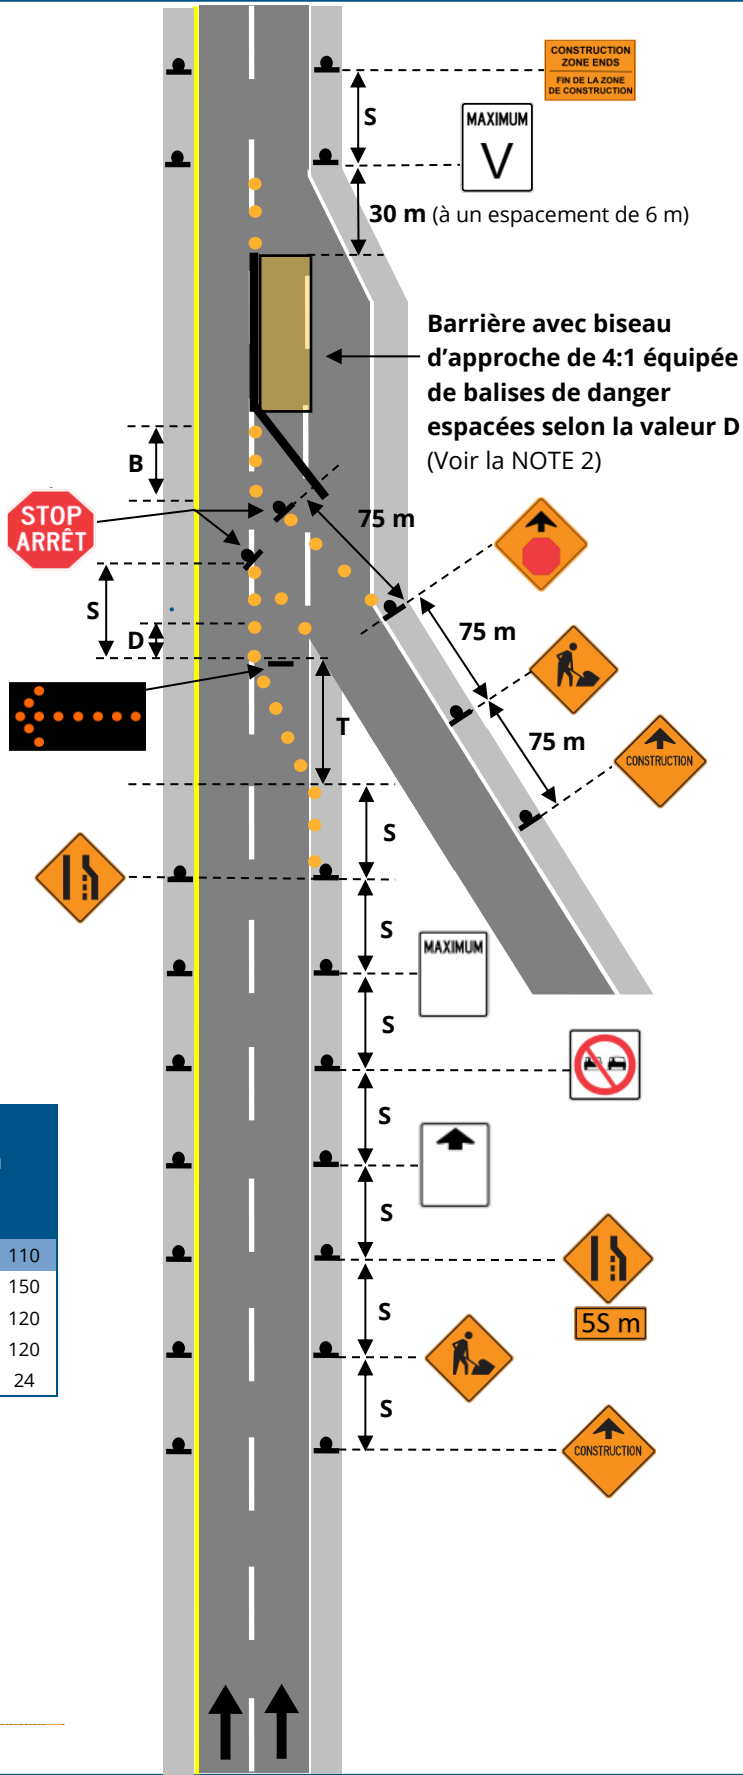 CONSTRUCTION
ZONE ENDS
FIN DE LA ZONE
DE CONSTRUCTION
S
MAXIMUM
V
30 m (à un espacement de 6 m)
Barrière avec biseau
d'approche de 4:1 équipée
de balises de danger
espacées selon la valeur D
(Voir la NOTE 2)
B
STOP
ARRÊT
75 m
S
D
75 m
T
75 m
CONSTRUCTION
S
S
MAXIMUM
S
S
S
110
150
120
120
24
5S m
S
S
CONSTRUCTION